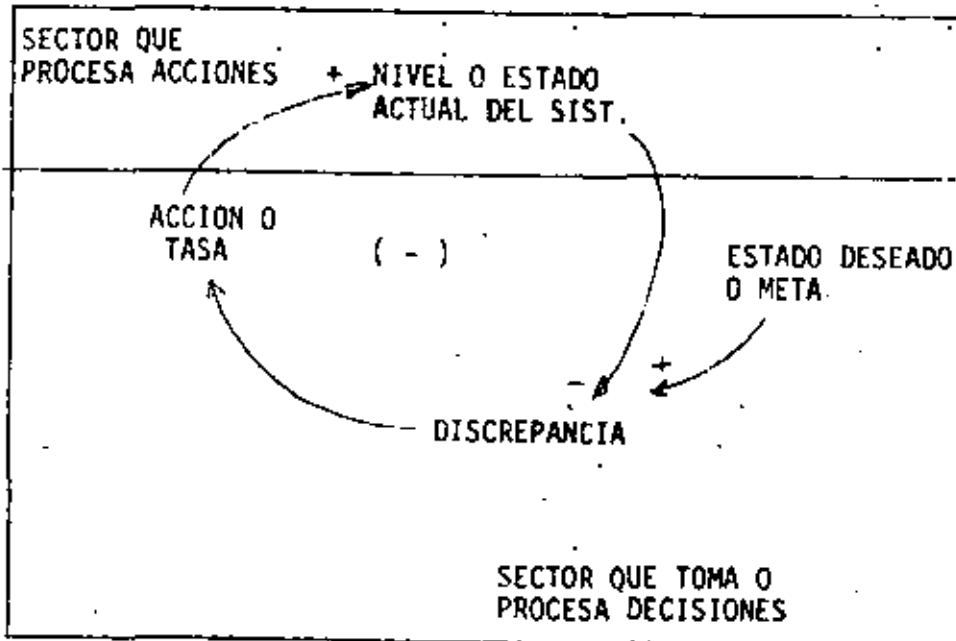 SECTOR QUE
PROCESA ACCIONES
+ NIVEL O ESTADO
ACTUAL DEL SIST.
ACCION O
TASA
( - )
ESTADO DESEADO
O META
- +
DISCREPANCIA
SECTOR QUE TOMA O
PROCESA DECISIONES